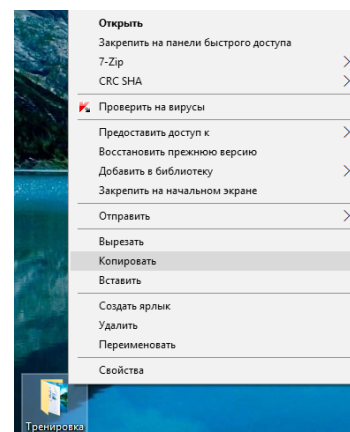 Открыть
Закрепить на панели быстрого доступа
7-Zip
CRC SHA
Проверить на вирусы
Предоставить доступ к
Восстановить прежнюю версию
Добавить в библиотеку
Закрепить на начальном экране
Отправить
Вырезать
Копировать
Вставить
Создать ярлык
Удалить
Переименовать
Свойства
Тренировка